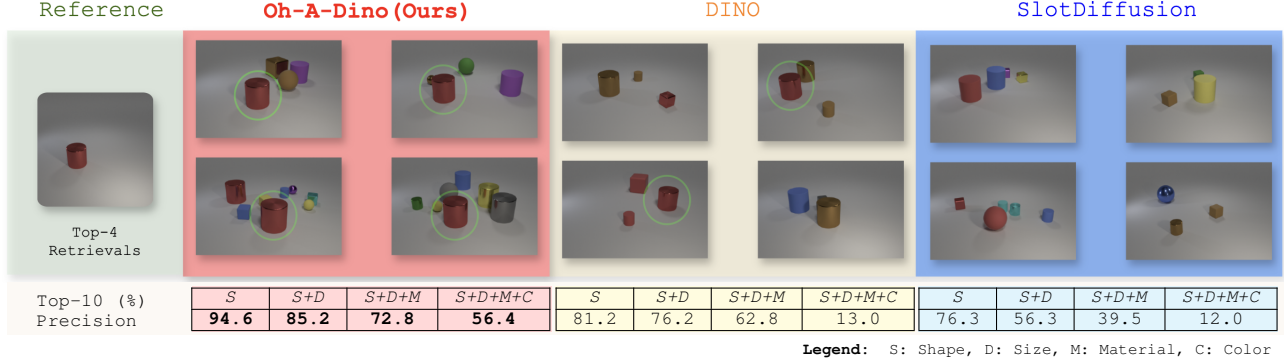 Reference
Oh-A-Dino(Ours)
DINO
SlotDiffusion
Top-4
Retrievals
Top-10 (%)
Precision
S S+D S+D+M S+D+M+C
94.6 85.2 72.8 56.4
S S+D S+D+M S+D+M+C
81.2 76.2 62.8 13.0
S S+D S+D+M S+D+M+C
76.3 56.3 39.5 12.0
Legend: S: Shape, D: Size, M: Material, C: Color